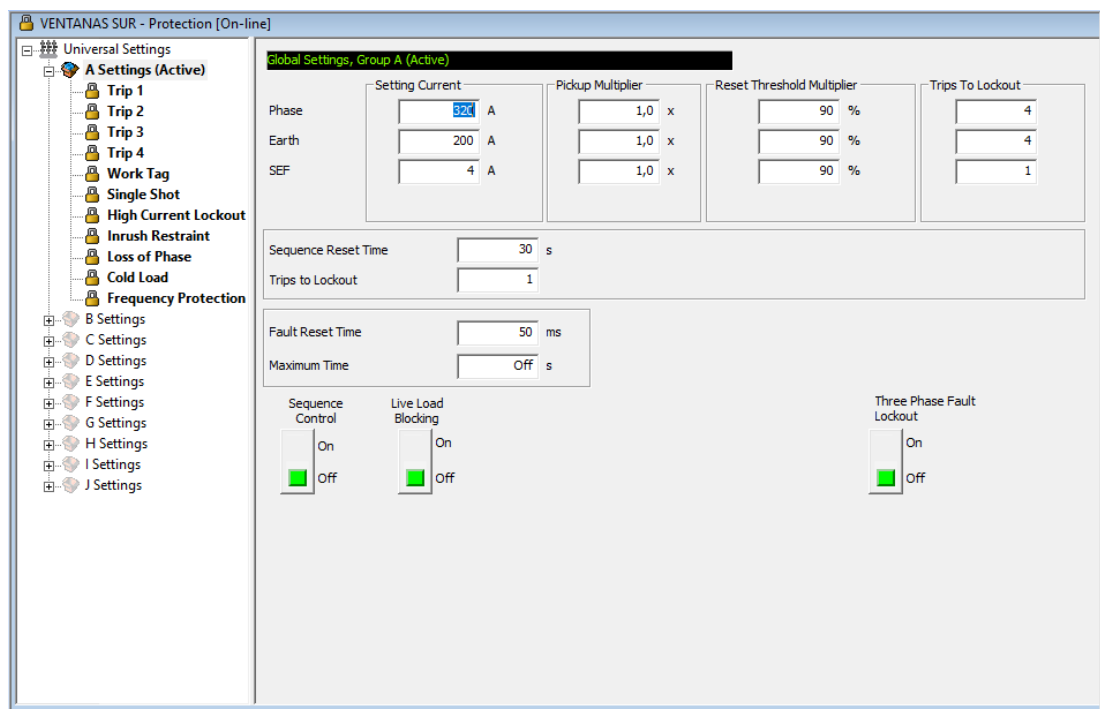 VENTANAS SUR - Protection [On-line]
Universal Settings
A Settings (Active)
Trip 1
Trip 2
Trip 3
Trip 4
Work Tag
Single Shot
High Current Lockout
Inrush Restraint
Loss of Phase
Cold Load
Frequency Protection
B Settings
C Settings
D Settings
E Settings
F Settings
G Settings
H Settings
I Settings
J Settings
Global Settings, Group A (Active)
Setting Current Pickup Multiplier Reset Threshold Multiplier Trips To Lockout
Phase 320 A 1,0 x 90 % 4
Earth 200 A 1,0 x 90 % 4
SEF 4 A 1,0 x 90 % 1
Sequence Reset Time 30 s
Trips to Lockout 1
Fault Reset Time 50 ms
Maximum Time Off s
Sequence Control
On
Off
Live Load Blocking
On
Off
Three Phase Fault
Lockout
On
Off